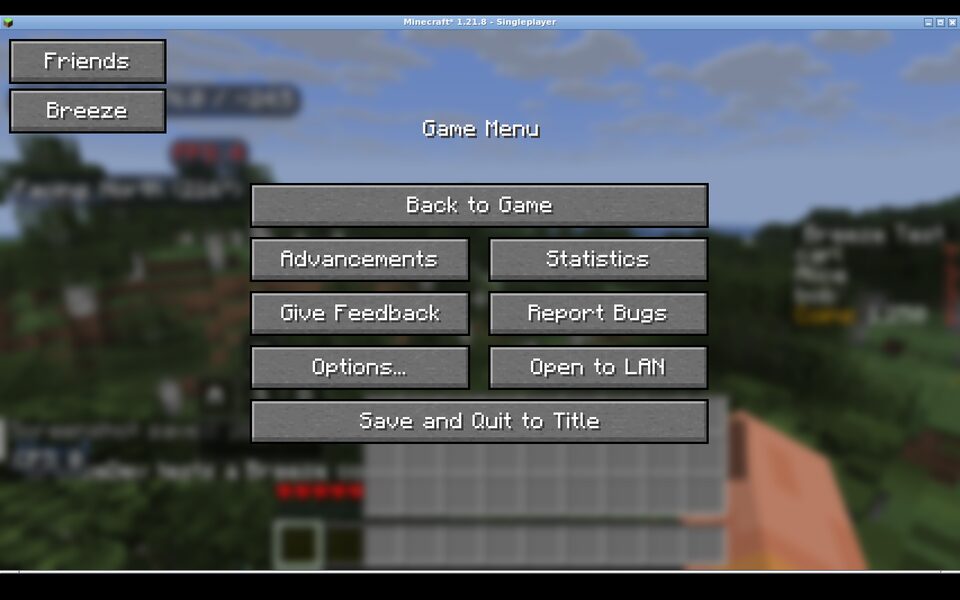 Minecraft* 1.21.8 - Singleplayer
Friends
Breeze
Game Menu
Back to Game
Advancements
Statistics
Give Feedback
Report Bugs
Options...
Open to LAN
Save and Quit to Title